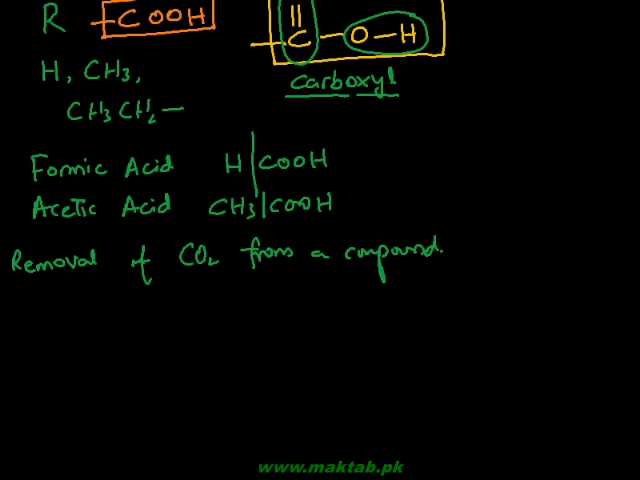 R -COOH
C-O-H
H, CH3,
carboxyl
CH3CH2-
Formic Acid H|COOH
Acetic Acid CH3|COOH
Removal of CO2 from a compound.
www.maktab.pk